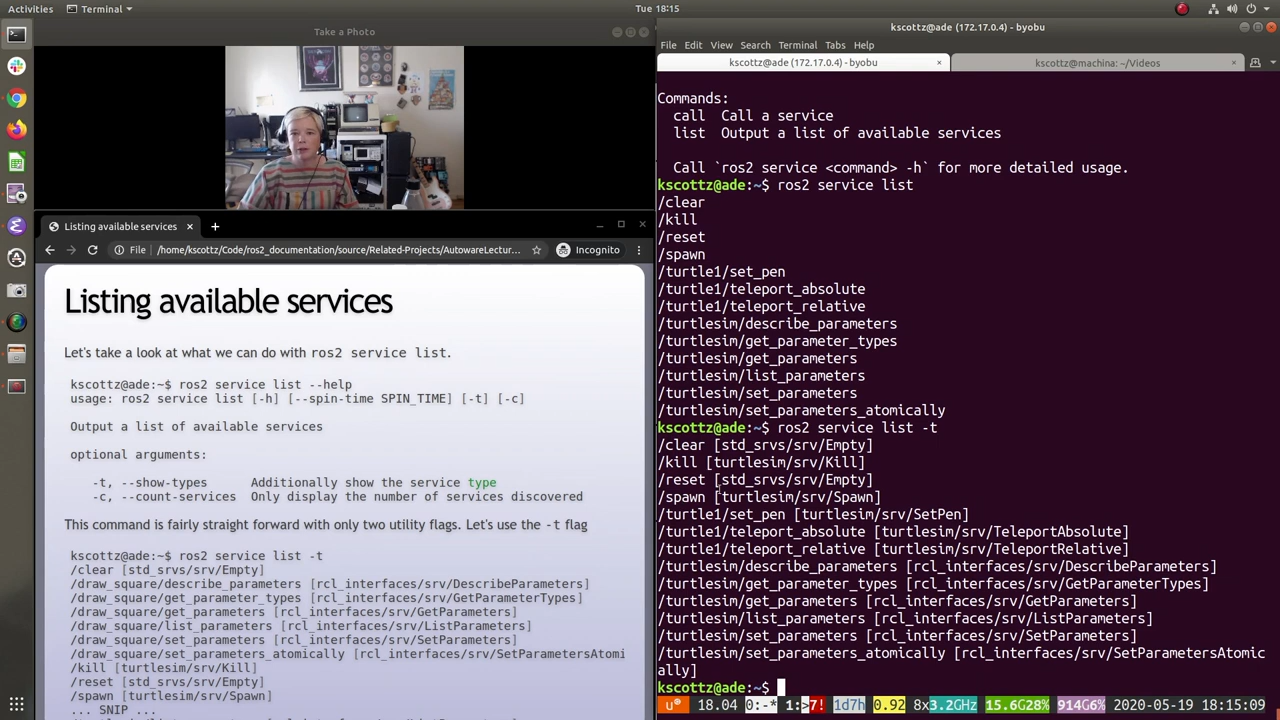 Activities
Terminal
Tue 18:15
Take a Photo
Listing available services
File
/home/kscottz/Code/ros2_documentation/source/Related-Projects/AutowareLectur...
Incognito
Listing available services
Let's take a look at what we can do with ros2 service list.
kscottz@ade:~$ ros2 service list --help
usage: ros2 service list [-h] [--spin-time SPIN_TIME] [-t] [-c]
Output a list of available services
optional arguments:
-t, --show-types Additionally show the service type
-c, --count-services Only display the number of services discovered
This command is fairly straight forward with only two utility flags. Let's use the -t flag
kscottz@ade:~$ ros2 service list -t
/clear [std_srvs/srv/Empty]
/draw_square/describe_parameters [rcl_interfaces/srv/DescribeParameters]
/draw_square/get_parameter_types [rcl_interfaces/srv/GetParameterTypes]
/draw_square/get_parameters [rcl_interfaces/srv/GetParameters]
/draw_square/list_parameters [rcl_interfaces/srv/ListParameters]
/draw_square/set_parameters [rcl_interfaces/srv/SetParameters]
/draw_square/set_parameters_atomically [rcl_interfaces/srv/SetParametersAtomi
/kill [turtlesim/srv/Kill]
/reset [std_srvs/srv/Empty]
/spawn [turtlesim/srv/Spawn]
... SNIP ...
kscottz@ade (172.17.0.4) - byobu
File Edit View Search Terminal Tabs Help
kscottz@ade (172.17.0.4) - byobu
kscottz@machina: ~/Videos
Commands:
call Call a service
list Output a list of available services
Call `ros2 service <command> -h` for more detailed usage.
kscottz@ade:~$ ros2 service list
/clear
/kill
/reset
/spawn
/turtle1/set_pen
/turtle1/teleport_absolute
/turtle1/teleport_relative
/turtlesim/describe_parameters
/turtlesim/get_parameter_types
/turtlesim/get_parameters
/turtlesim/list_parameters
/turtlesim/set_parameters
/turtlesim/set_parameters_atomically
kscottz@ade:~$ ros2 service list -t
/clear [std_srvs/srv/Empty]
/kill [turtlesim/srv/Kill]
/reset [std_srvs/srv/Empty]
/spawn [turtlesim/srv/Spawn]
/turtle1/set_pen [turtlesim/srv/SetPen]
/turtle1/teleport_absolute [turtlesim/srv/TeleportAbsolute]
/turtle1/teleport_relative [turtlesim/srv/TeleportRelative]
/turtlesim/describe_parameters [rcl_interfaces/srv/DescribeParameters]
/turtlesim/get_parameter_types [rcl_interfaces/srv/GetParameterTypes]
/turtlesim/get_parameters [rcl_interfaces/srv/GetParameters]
/turtlesim/list_parameters [rcl_interfaces/srv/ListParameters]
/turtlesim/set_parameters [rcl_interfaces/srv/SetParameters]
/turtlesim/set_parameters_atomically [rcl_interfaces/srv/SetParametersAtomic
ally]
kscottz@ade:~$
18.04 0:-* 1:>7! 1d7h 0.92 8x3.2GHz 15.6G28% 914G6% 2020-05-19 18:15:09